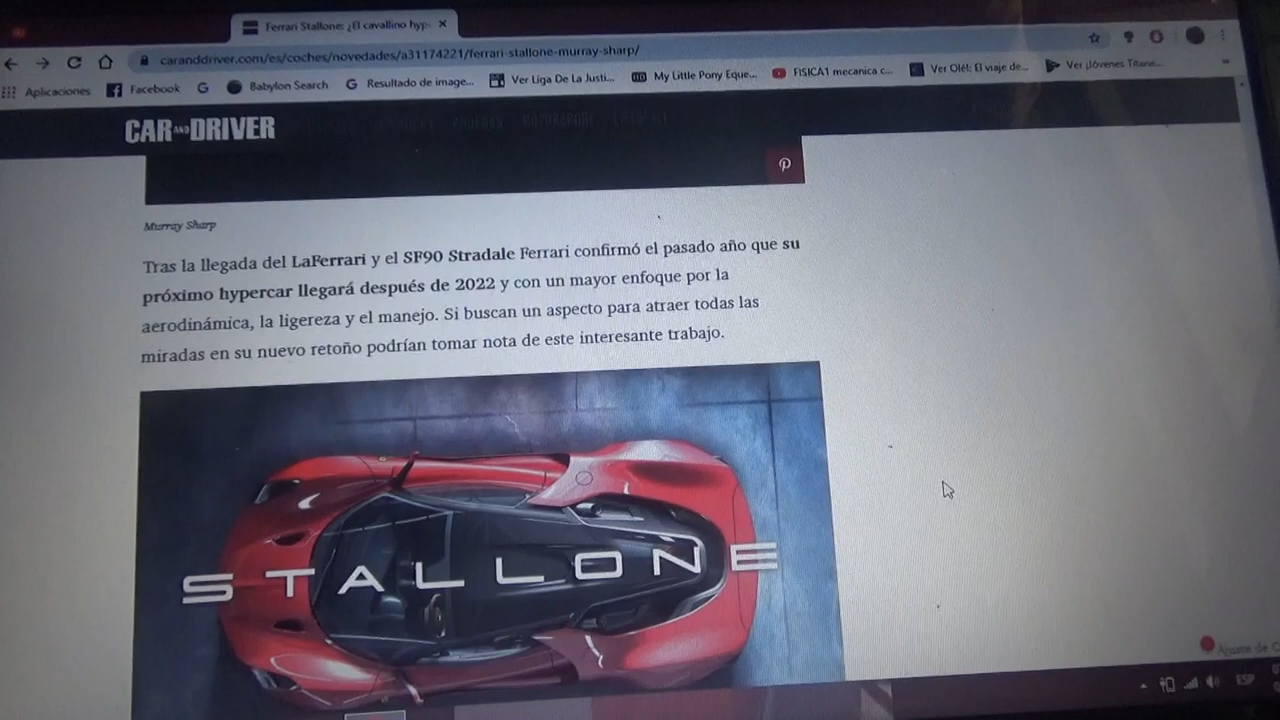 Ferrari Stallone: ¿El cavallino hyp
caranddriver.com/es/coches/novedades/a31174221/ferrari-stallone-murray-sharp/
Aplicaciones Facebook Babylon Search Resultado de image... Ver Liga De La Justi... My Little Pony Eque... FISICA1 mecanica c... Ver Olé!: El viaje de... Ver ¡Jóvenes Titane...
CAR AND DRIVER
Murray Sharp
Tras la llegada del LaFerrari y el SF90 Stradale Ferrari confirmó el pasado año que su
próximo hypercar llegará después de 2022 y con un mayor enfoque por la
aerodinámica, la ligereza y el manejo. Si buscan un aspecto para atraer todas las
miradas en su nuevo retoño podrían tomar nota de este interesante trabajo.
STALLONE
Ajuste de
ESP